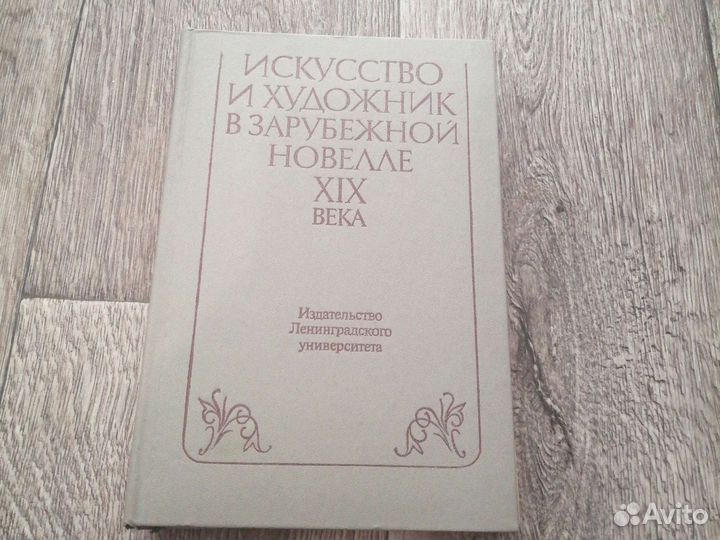 ИСКУССТВО
И ХУДОЖНИК
В ЗАРУБЕЖНОЙ
НОВЕЛЛЕ
XIX
ВЕКА
Издательство
Ленинградского
университета
Avito